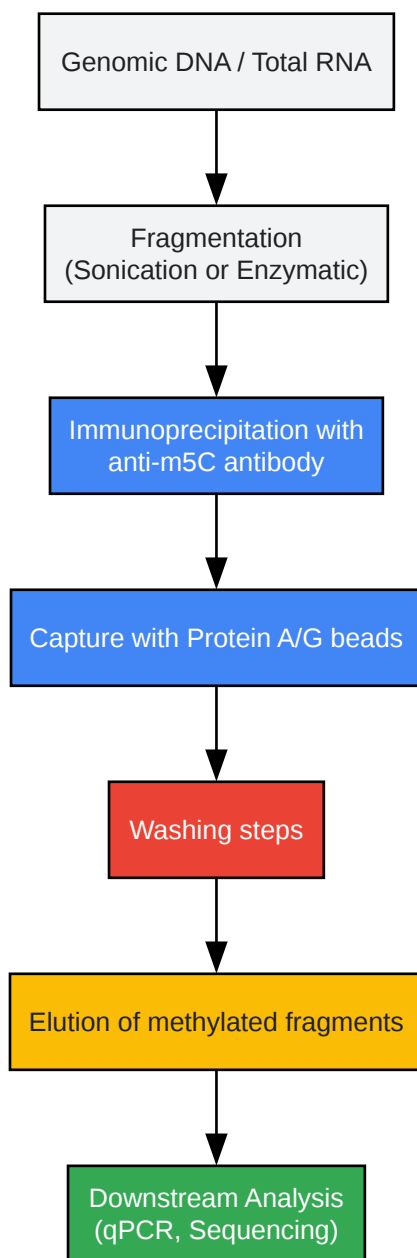 Genomic DNA / Total RNA
Fragmentation
(Sonication or Enzymatic)
Immunoprecipitation with
anti-m5C antibody
Capture with Protein A/G beads
Washing steps
Elution of methylated fragments
Downstream Analysis
(qPCR, Sequencing)